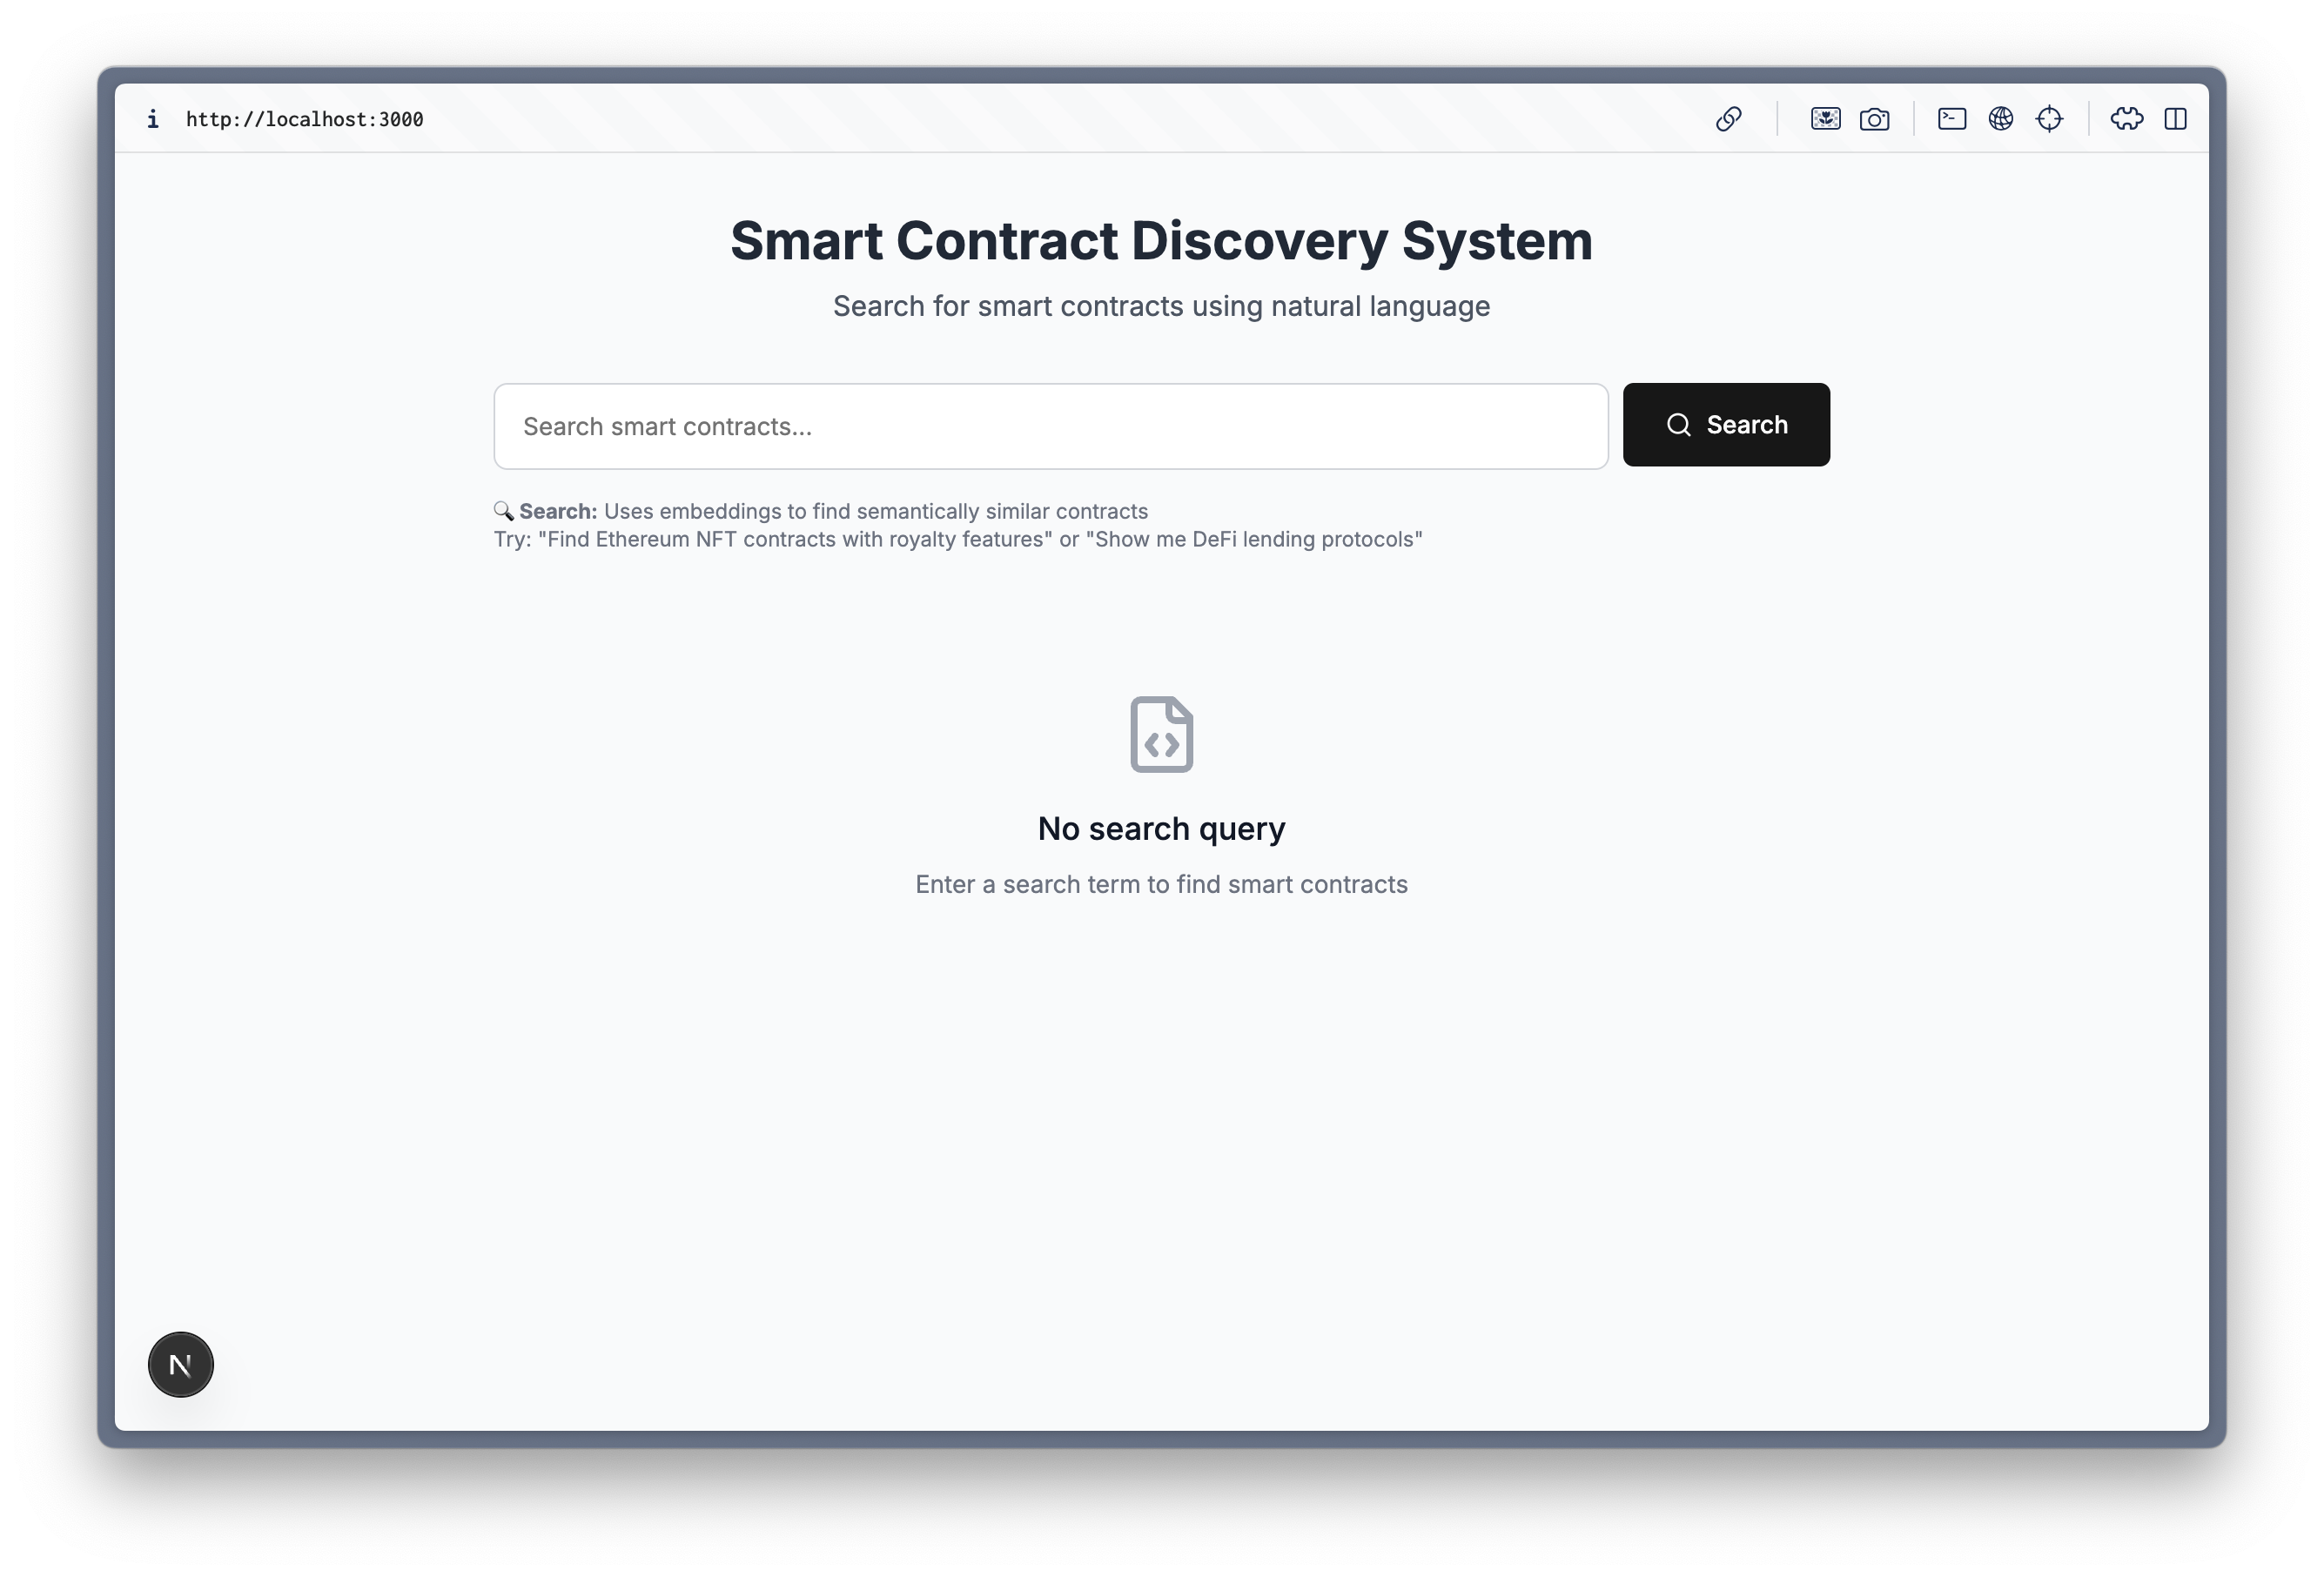 i http://localhost:3000
Smart Contract Discovery System
Search for smart contracts using natural language
Search smart contracts...
Search
🔍 Search: Uses embeddings to find semantically similar contracts
Try: "Find Ethereum NFT contracts with royalty features" or "Show me DeFi lending protocols"
No search query
Enter a search term to find smart contracts
N